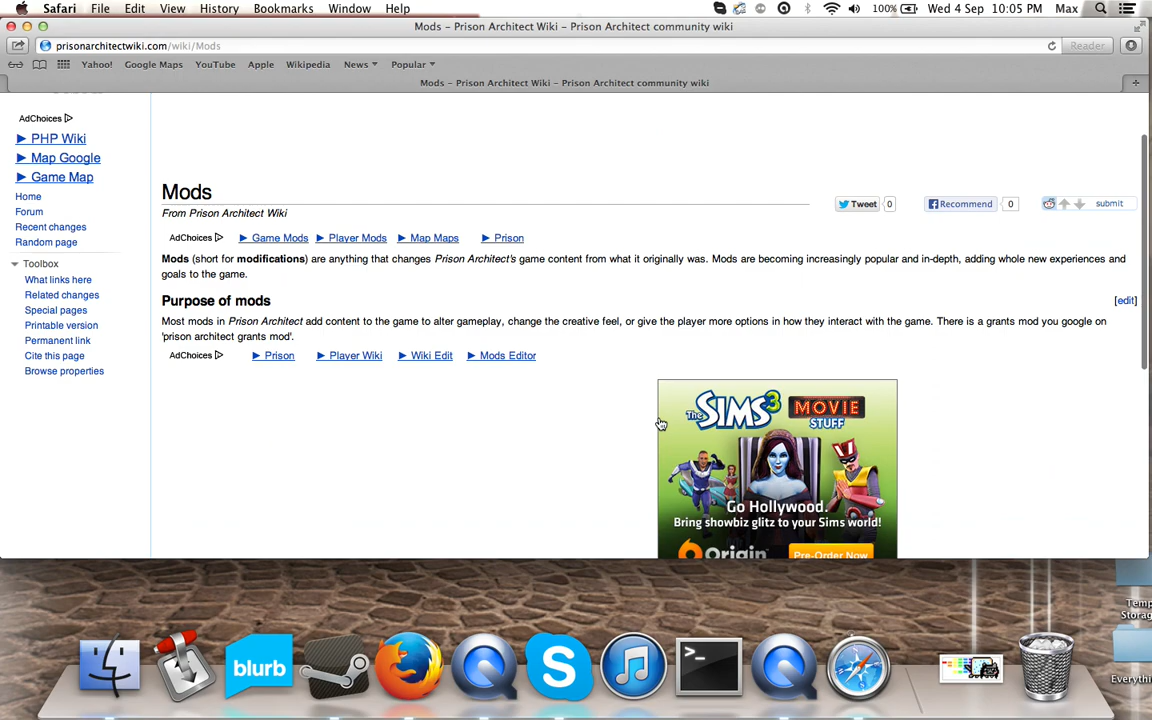 Safari File Edit View History Bookmarks Window Help 100% Wed 4 Sep 10:05 PM Max
Mods – Prison Architect Wiki – Prison Architect community wiki
prisonarchitectwiki.com/wiki/Mods Reader
Yahoo! Google Maps YouTube Apple Wikipedia News Popular
Mods – Prison Architect Wiki – Prison Architect community wiki
AdChoices
PHP Wiki
Map Google
Game Map
Home
Forum
Recent changes
Random page
Toolbox
What links here
Related changes
Special pages
Printable version
Permanent link
Cite this page
Browse properties
Mods
From Prison Architect Wiki
Tweet 0 Recommend 0 submit
AdChoices Game Mods Player Mods Map Maps Prison
Mods (short for modifications) are anything that changes Prison Architect's game content from what it originally was. Mods are becoming increasingly popular and in-depth, adding whole new experiences and
goals to the game.
Purpose of mods [edit]
Most mods in Prison Architect add content to the game to alter gameplay, change the creative feel, or give the player more options in how they interact with the game. There is a grants mod you google on
'prison architect grants mod'.
AdChoices Prison Player Wiki Wiki Edit Mods Editor
The SIMS 3 MOVIE
STUFF
Go Hollywood.
Bring showbiz glitz to your Sims world!
Origin Pre-Order Now
Temp
Storag
Everythi
blurb